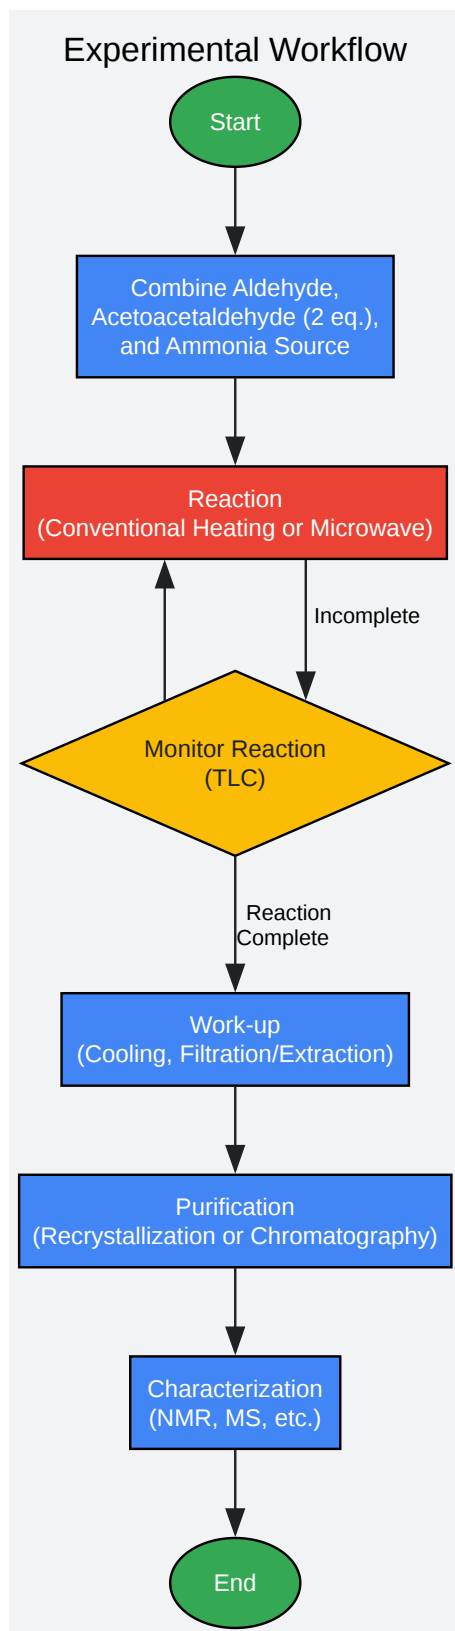 Experimental Workflow
Start
Combine Aldehyde,
Acetoacetaldehyde (2 eq.),
and Ammonia Source
Reaction
(Conventional Heating or Microwave)
Incomplete
Monitor Reaction
(TLC)
Reaction
Complete
Work-up
(Cooling, Filtration/Extraction)
Purification
(Recrystallization or Chromatography)
Characterization
(NMR, MS, etc.)
End